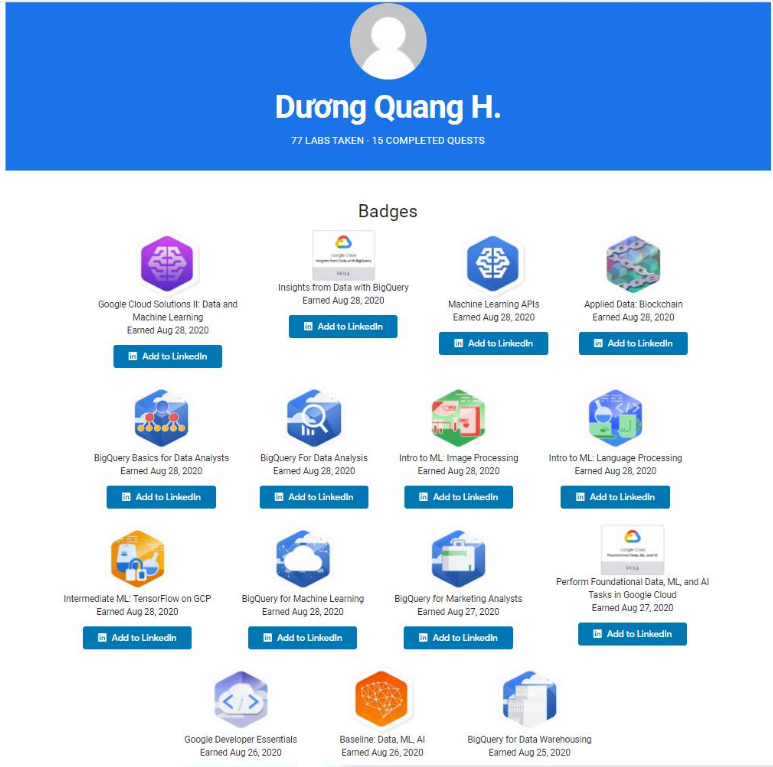 Dương Quang H.
77 LABS TAKEN · 15 COMPLETED QUESTS
Badges
Google Cloud Solutions II: Data and
Machine Learning
Earned Aug 28, 2020
Add to LinkedIn
Google Cloud
Insights from Data with BigQuery
SKILL
Insights from Data with BigQuery
Earned Aug 28, 2020
Add to LinkedIn
Machine Learning APIs
Earned Aug 28, 2020
Add to LinkedIn
Applied Data: Blockchain
Earned Aug 28, 2020
Add to LinkedIn
BigQuery Basics for Data Analysts
Earned Aug 28, 2020
Add to LinkedIn
BigQuery For Data Analysis
Earned Aug 28, 2020
Add to LinkedIn
Intro to ML: Image Processing
Earned Aug 28, 2020
Add to LinkedIn
Intro to ML: Language Processing
Earned Aug 28, 2020
Add to LinkedIn
Intermediate ML: TensorFlow on GCP
Earned Aug 28, 2020
Add to LinkedIn
BigQuery for Machine Learning
Earned Aug 28, 2020
Add to LinkedIn
BigQuery for Marketing Analysts
Earned Aug 27, 2020
Add to LinkedIn
Google Cloud
SKILL
Perform Foundational Data, ML, and AI
Tasks in Google Cloud
Earned Aug 27, 2020
Add to LinkedIn
Google Developer Essentials
Earned Aug 26, 2020
Baseline: Data, ML, AI
Earned Aug 26, 2020
BigQuery for Data Warehousing
Earned Aug 25, 2020